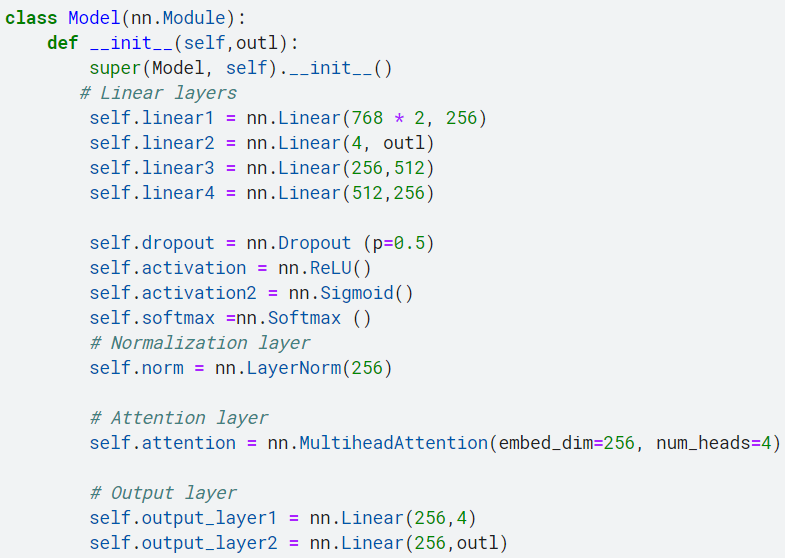 class Model(nn.Module):
    def __init__(self,outl):
        super(Model, self).__init__()
       # Linear layers
        self.linear1 = nn.Linear(768 * 2, 256)
        self.linear2 = nn.Linear(4, outl)
        self.linear3 = nn.Linear(256,512)
        self.linear4 = nn.Linear(512,256)

        self.dropout = nn.Dropout (p=0.5)
        self.activation = nn.ReLU()
        self.activation2 = nn.Sigmoid()
        self.softmax =nn.Softmax ()
        # Normalization layer
        self.norm = nn.LayerNorm(256)

        # Attention layer
        self.attention = nn.MultiheadAttention(embed_dim=256, num_heads=4)

        # Output layer
        self.output_layer1 = nn.Linear(256,4)
        self.output_layer2 = nn.Linear(256,outl)